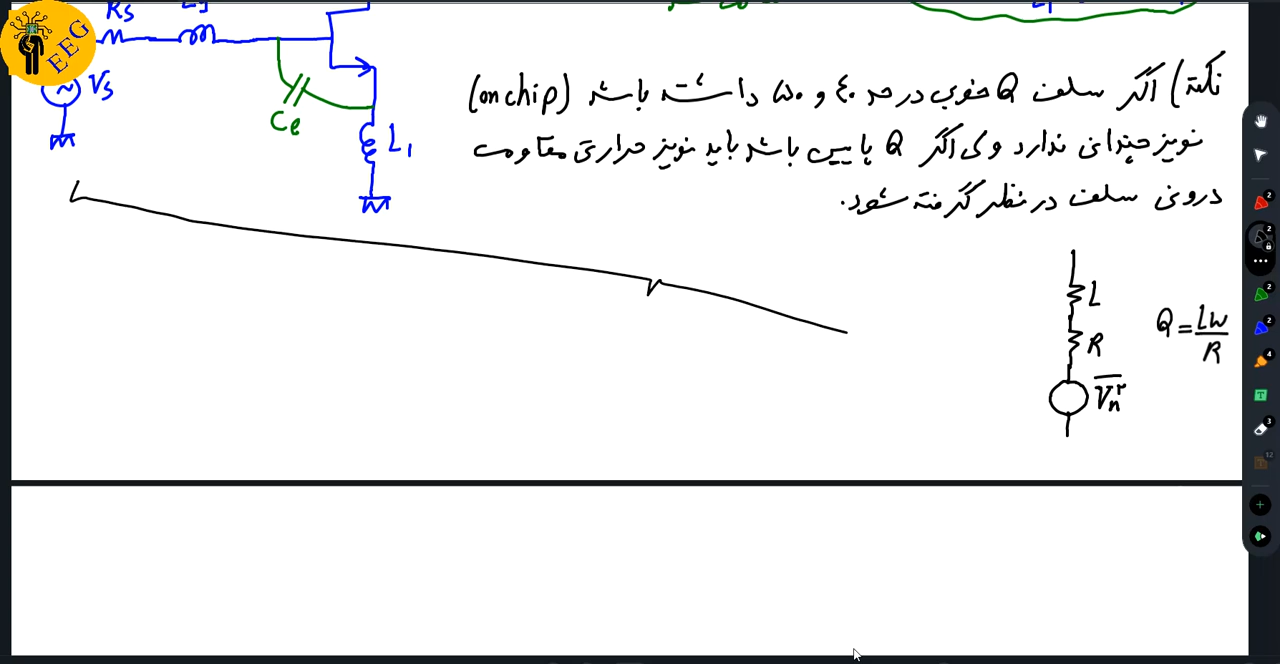 EEG
Rs
Vs
Ce
L₁
نکته) اگر سلف Q خوبی در حد ۴۰ و ۵۰ داشته باشد (on chip)
نویز چندانی ندارد ولی اگر Q پایین باشد باید نویز حرارتی مقاومت
درونی سلف در نظر گرفته شود.
L
R
Vn²
Q = LW/R